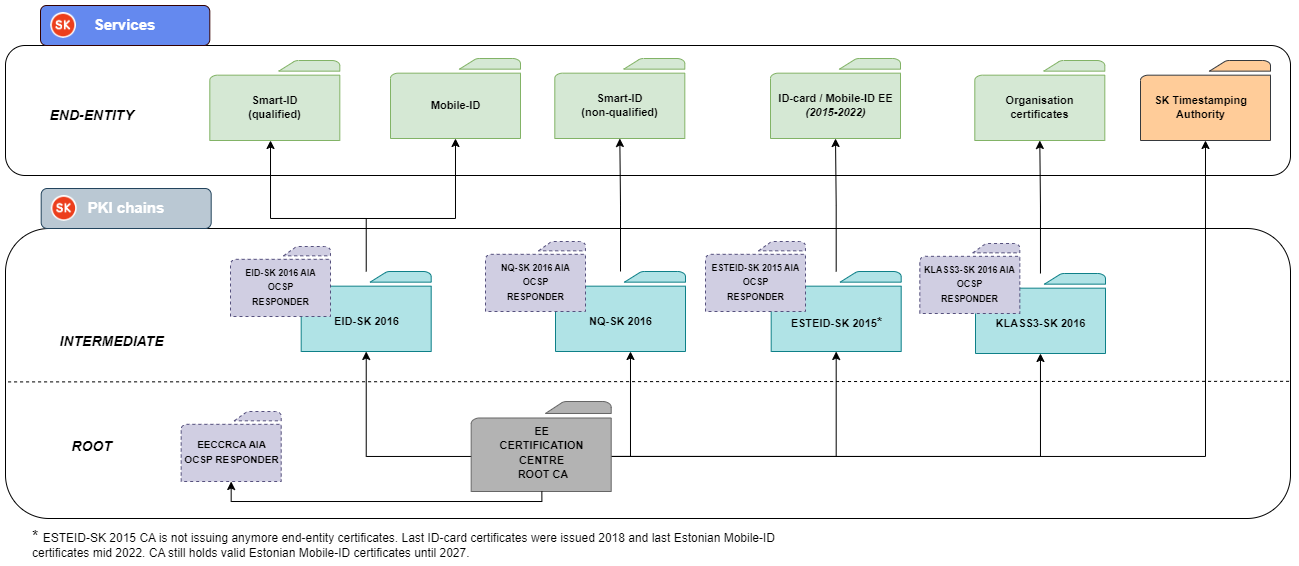 SK Services
END-ENTITY
Smart-ID
(qualified)
Mobile-ID
Smart-ID
(non-qualified)
ID-card / Mobile-ID EE
(2015-2022)
Organisation
certificates
SK Timestamping
Authority
SK PKI chains
INTERMEDIATE
EID-SK 2016 AIA
OCSP
RESPONDER
EID-SK 2016
NQ-SK 2016 AIA
OCSP
RESPONDER
NQ-SK 2016
ESTEID-SK 2015 AIA
OCSP
RESPONDER
ESTEID-SK 2015*
KLASS3-SK 2016 AIA
OCSP
RESPONDER
KLASS3-SK 2016
ROOT
EECCRCA AIA
OCSP RESPONDER
EE
CERTIFICATION
CENTRE
ROOT CA
* ESTEID-SK 2015 CA is not issuing anymore end-entity certificates. Last ID-card certificates were issued 2018 and last Estonian Mobile-ID
certificates mid 2022. CA still holds valid Estonian Mobile-ID certificates until 2027.